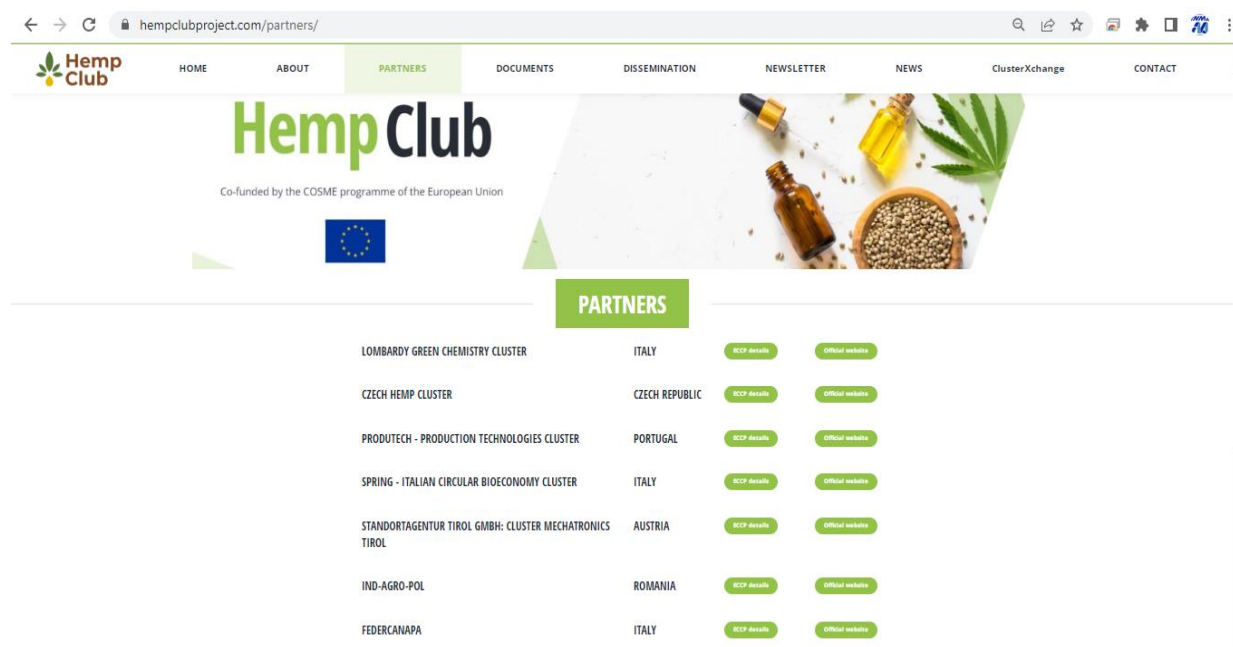 hempclubproject.com/partners/
Hemp
Club
HOME ABOUT PARTNERS DOCUMENTS DISSEMINATION NEWSLETTER NEWS ClusterXchange CONTACT
Hemp Club
Co-funded by the COSME programme of the European Union
PARTNERS
LOMBARDY GREEN CHEMISTRY CLUSTER ITALY ECCP details Official website
CZECH HEMP CLUSTER CZECH REPUBLIC ECCP details Official website
PRODUTECH - PRODUCTION TECHNOLOGIES CLUSTER PORTUGAL ECCP details Official website
SPRING - ITALIAN CIRCULAR BIOECONOMY CLUSTER ITALY ECCP details Official website
STANDORTAGENTUR TIROL GMBH: CLUSTER MECHATRONICS AUSTRIA ECCP details Official website
TIROL
IND-AGRO-POL ROMANIA ECCP details Official website
FEDERCANAPA ITALY ECCP details Official website